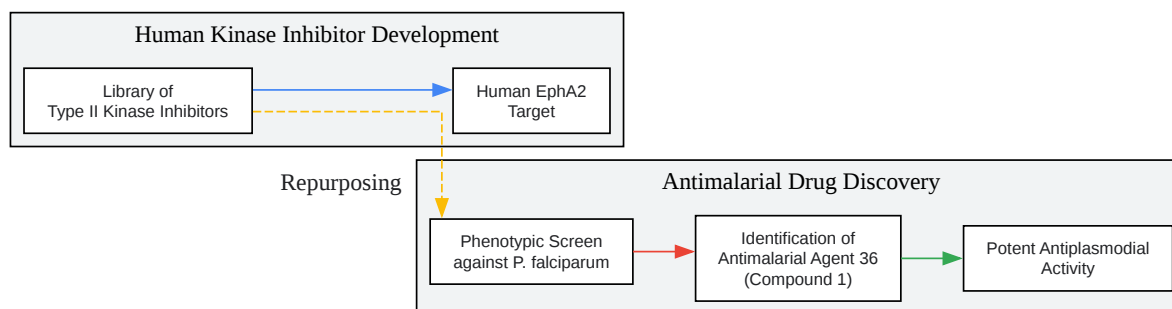 Human Kinase Inhibitor Development
Library of
Type II Kinase Inhibitors
Human EphA2
Target
Repurposing
Antimalarial Drug Discovery
Phenotypic Screen
against P. falciparum
Identification of
Antimalarial Agent 36
(Compound 1)
Potent Antiplasmodial
Activity